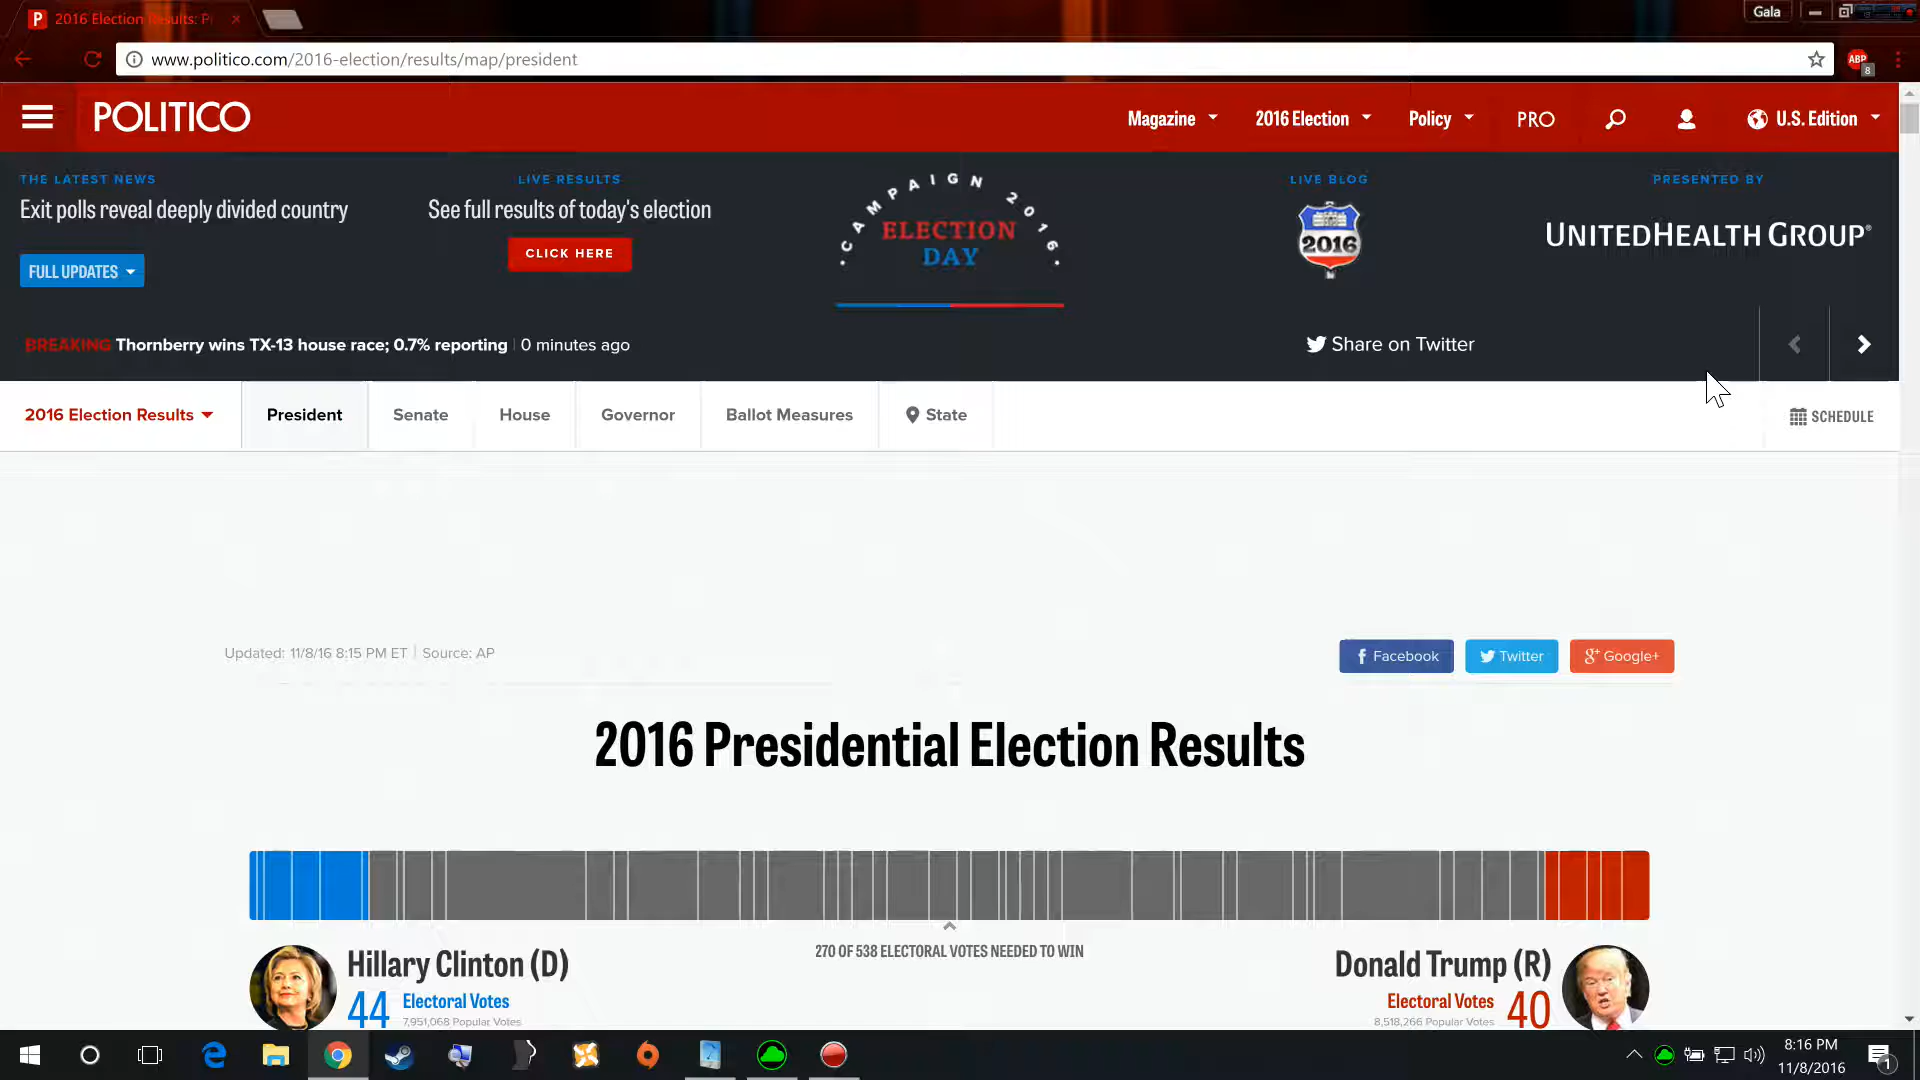 2016 Election Results: P
Gala
www.politico.com/2016-election/results/map/president
ABP
8
POLITICO
Magazine
2016 Election
Policy
PRO
U.S. Edition
THE LATEST NEWS
Exit polls reveal deeply divided country
FULL UPDATES
LIVE RESULTS
See full results of today's election
CLICK HERE
CAMPAIGN 2016
ELECTION
DAY
LIVE BLOG
2016
PRESENTED BY
UNITEDHEALTH GROUP®
BREAKING Thornberry wins TX-13 house race; 0.7% reporting | 0 minutes ago
Share on Twitter
2016 Election Results
President
Senate
House
Governor
Ballot Measures
State
SCHEDULE
Updated: 11/8/16 8:15 PM ET | Source: AP
Facebook
Twitter
Google+
2016 Presidential Election Results
270 OF 538 ELECTORAL VOTES NEEDED TO WIN
Hillary Clinton (D)
44 Electoral Votes
7,951,068 Popular Votes
Donald Trump (R)
Electoral Votes 40
8,518,266 Popular Votes
8:16 PM
11/8/2016
1